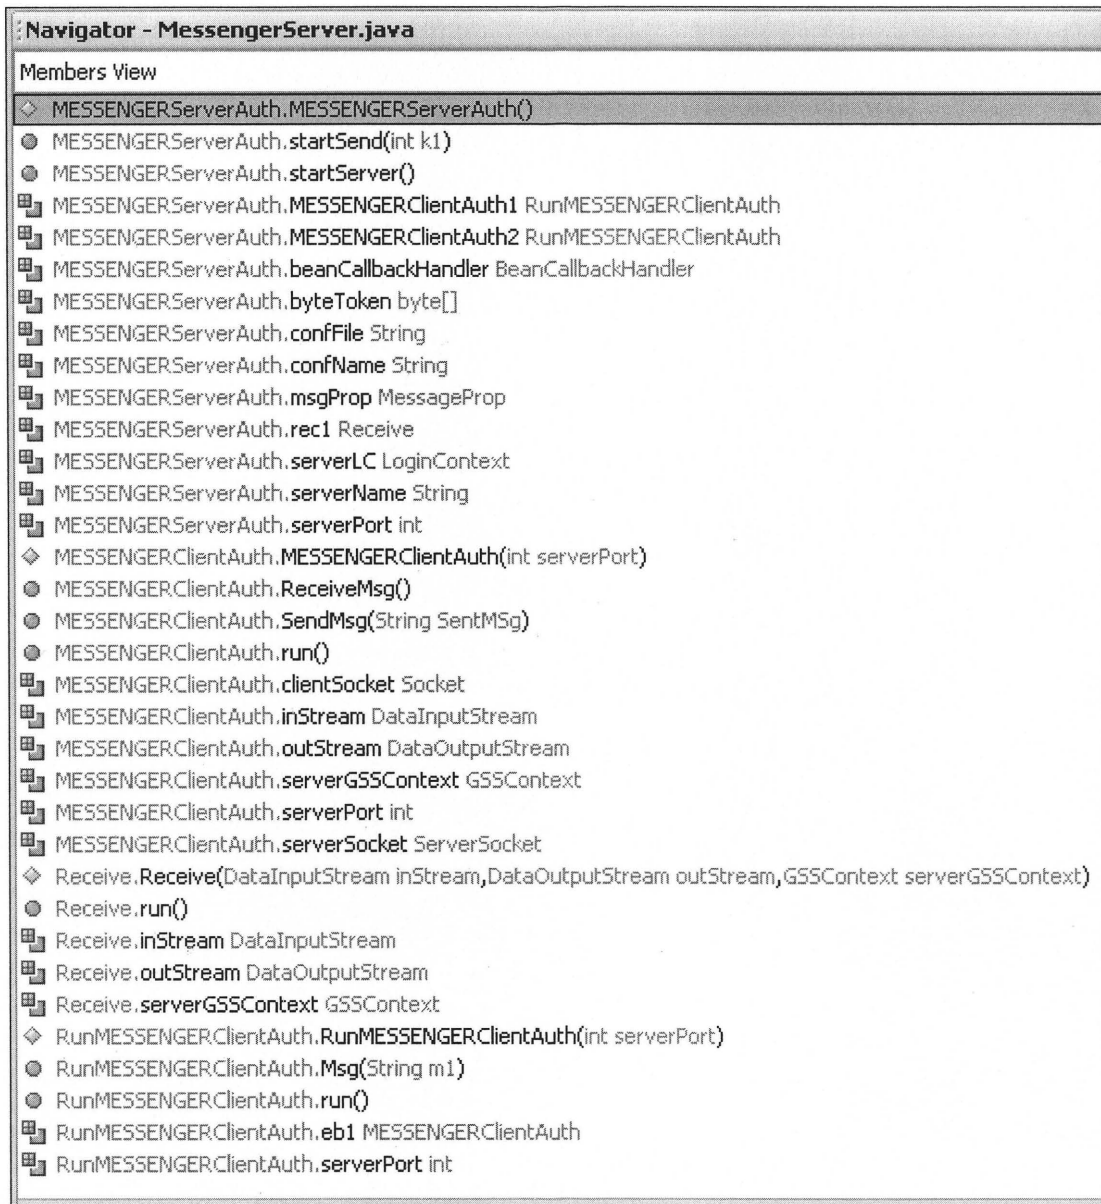 Navigator - MessengerServer.java
Members View
MESSENGERServerAuth.MESSENGERServerAuth()
MESSENGERServerAuth.startSend(int k1)
MESSENGERServerAuth.startServer()
MESSENGERServerAuth.MESSENGERClientAuth1 RunMESSENGERClientAuth
MESSENGERServerAuth.MESSENGERClientAuth2 RunMESSENGERClientAuth
MESSENGERServerAuth.beanCallbackHandler BeanCallbackHandler
MESSENGERServerAuth.byteToken byte[]
MESSENGERServerAuth.confFile String
MESSENGERServerAuth.confName String
MESSENGERServerAuth.msgProp MessageProp
MESSENGERServerAuth.rec1 Receive
MESSENGERServerAuth.serverLC LoginContext
MESSENGERServerAuth.serverName String
MESSENGERServerAuth.serverPort int
MESSENGERClientAuth.MESSENGERClientAuth(int serverPort)
MESSENGERClientAuth.ReceiveMsg()
MESSENGERClientAuth.SendMsg(String SentMSg)
MESSENGERClientAuth.run()
MESSENGERClientAuth.clientSocket Socket
MESSENGERClientAuth.inStream DataInputStream
MESSENGERClientAuth.outStream DataOutputStream
MESSENGERClientAuth.serverGSSContext GSSContext
MESSENGERClientAuth.serverPort int
MESSENGERClientAuth.serverSocket ServerSocket
Receive.Receive(DataInputStream inStream,DataOutputStream outStream,GSSContext serverGSSContext)
Receive.run()
Receive.inStream DataInputStream
Receive.outStream DataOutputStream
Receive.serverGSSContext GSSContext
RunMESSENGERClientAuth.RunMESSENGERClientAuth(int serverPort)
RunMESSENGERClientAuth.Msg(String m1)
RunMESSENGERClientAuth.run()
RunMESSENGERClientAuth.eb1 MESSENGERClientAuth
RunMESSENGERClientAuth.serverPort int